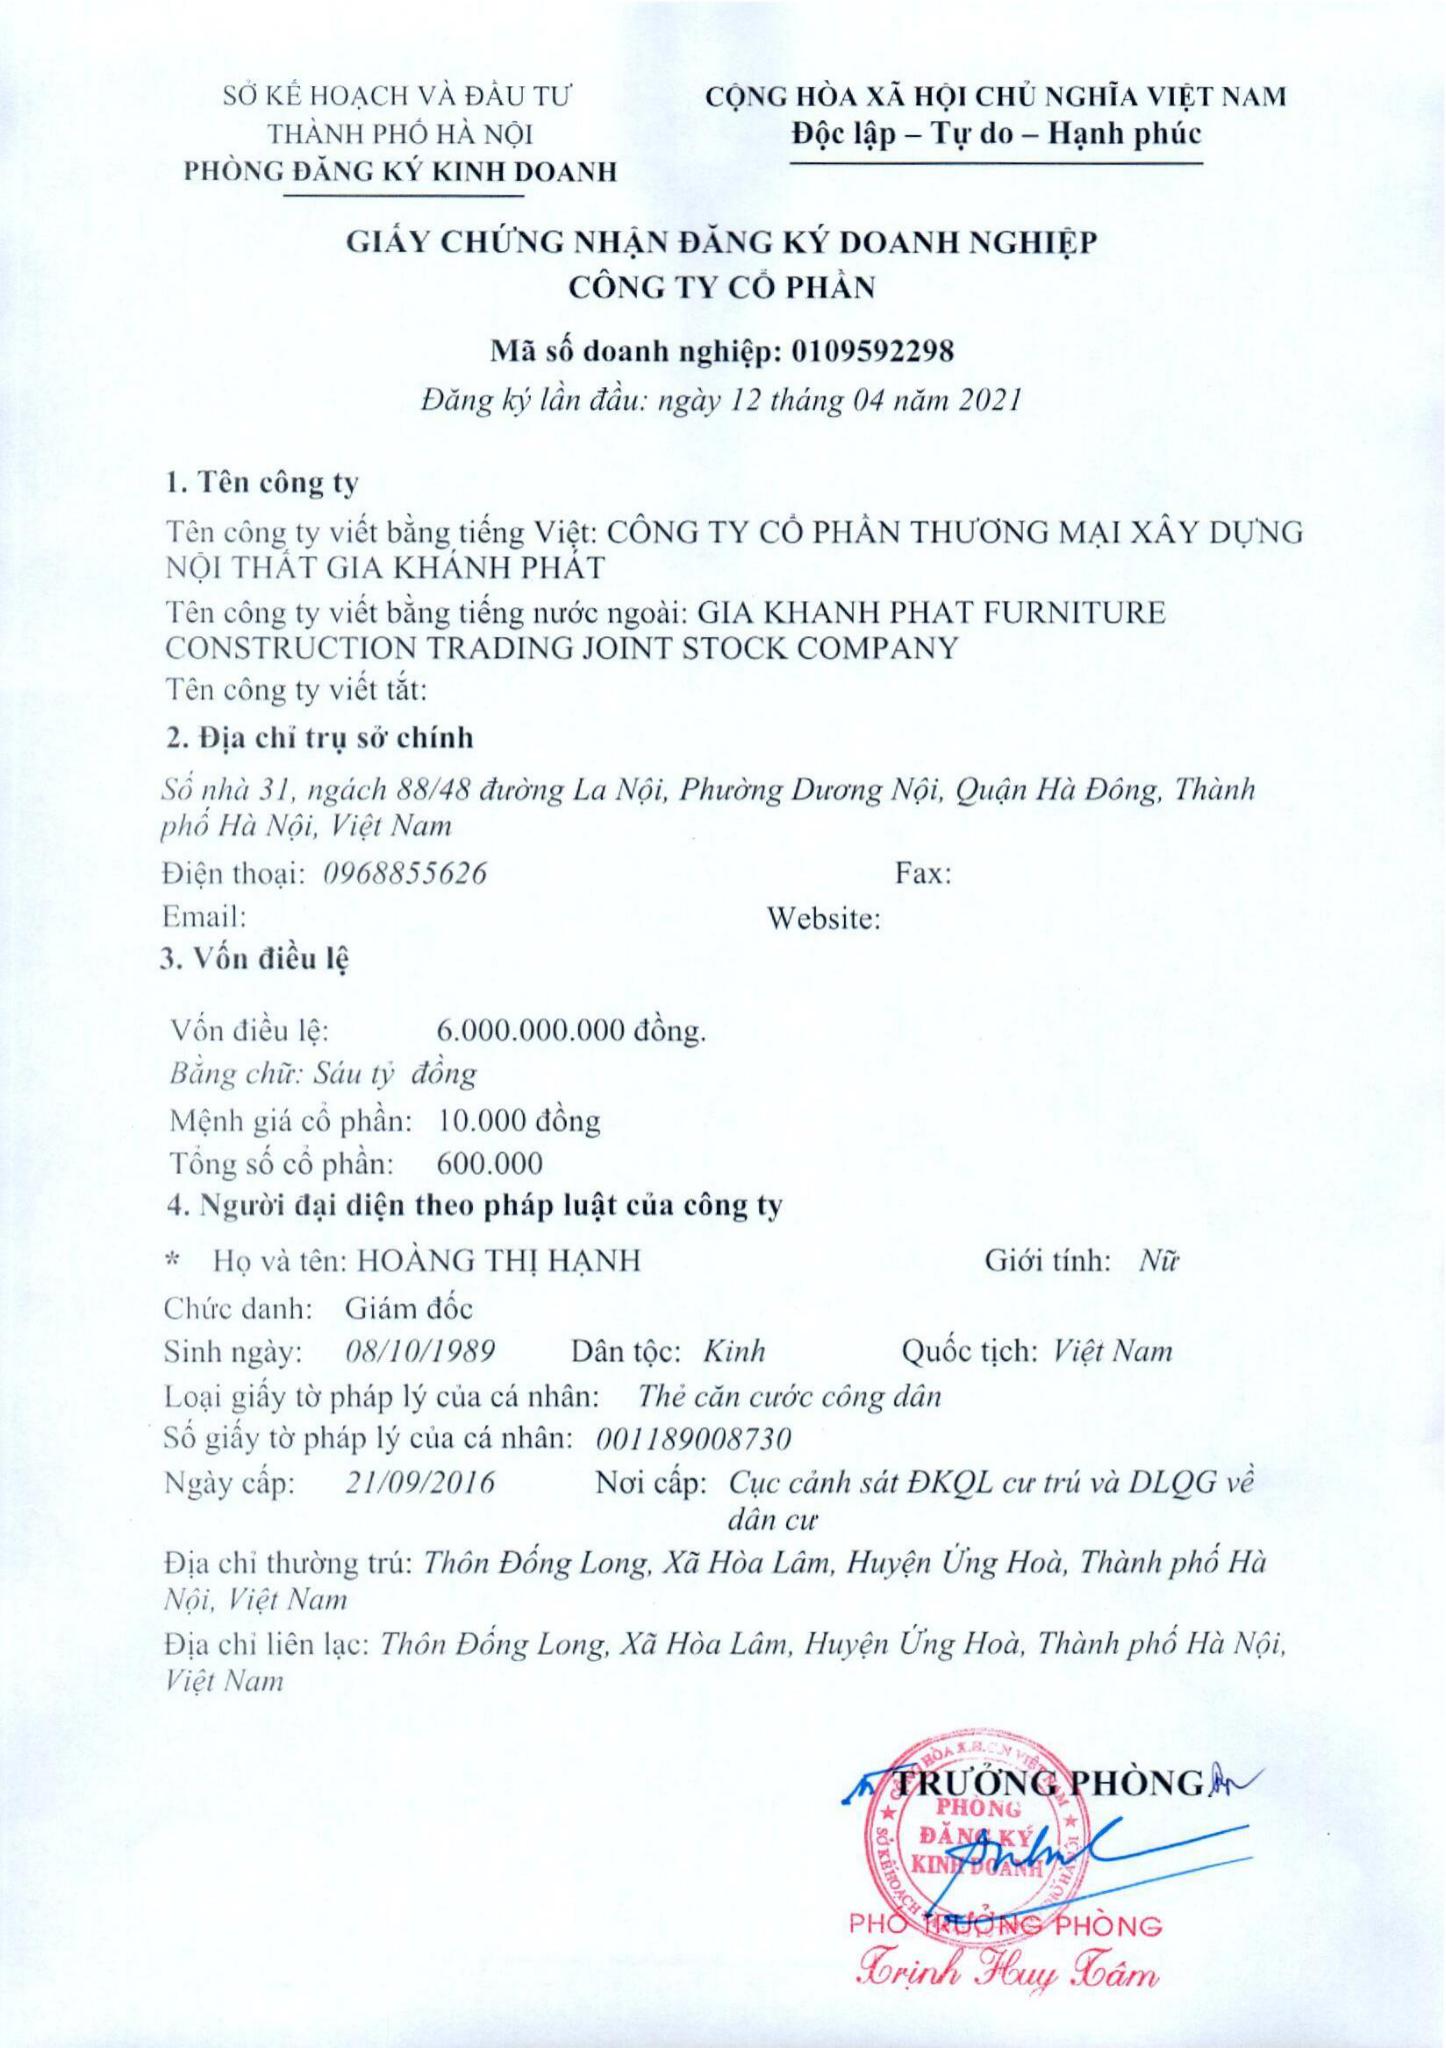 SỞ KẾ HOẠCH VÀ ĐẦU TƯ
THÀNH PHỐ HÀ NỘI
PHÒNG ĐĂNG KÝ KINH DOANH
CỘNG HÒA XÃ HỘI CHỦ NGHĨA VIỆT NAM
Độc lập – Tự do – Hạnh phúc
GIẤY CHỨNG NHẬN ĐĂNG KÝ DOANH NGHIỆP
CÔNG TY CỔ PHẦN
Mã số doanh nghiệp: 0109592298
Đăng ký lần đầu: ngày 12 tháng 04 năm 2021
1. Tên công ty
Tên công ty viết bằng tiếng Việt: CÔNG TY CỔ PHẦN THƯƠNG MẠI XÂY DỰNG
NỘI THẤT GIA KHÁNH PHÁT
Tên công ty viết bằng tiếng nước ngoài: GIA KHANH PHAT FURNITURE
CONSTRUCTION TRADING JOINT STOCK COMPANY
Tên công ty viết tắt:
2. Địa chỉ trụ sở chính
Số nhà 31, ngách 88/48 đường La Nội, Phường Dương Nội, Quận Hà Đông, Thành
phố Hà Nội, Việt Nam
Điện thoại: 0968855626 Fax:
Email: Website:
3. Vốn điều lệ
Vốn điều lệ: 6.000.000.000 đồng.
Bằng chữ: Sáu tỷ đồng
Mệnh giá cổ phần: 10.000 đồng
Tổng số cổ phần: 600.000
4. Người đại diện theo pháp luật của công ty
* Họ và tên: HOÀNG THỊ HẠNH Giới tính: Nữ
Chức danh: Giám đốc
Sinh ngày: 08/10/1989 Dân tộc: Kinh Quốc tịch: Việt Nam
Loại giấy tờ pháp lý của cá nhân: Thẻ căn cước công dân
Số giấy tờ pháp lý của cá nhân: 001189008730
Ngày cấp: 21/09/2016 Nơi cấp: Cục cảnh sát ĐKQL cư trú và DLQG về
dân cư
Địa chỉ thường trú: Thôn Đống Long, Xã Hòa Lâm, Huyện Ứng Hoà, Thành phố Hà
Nội, Việt Nam
Địa chỉ liên lạc: Thôn Đống Long, Xã Hòa Lâm, Huyện Ứng Hoà, Thành phố Hà Nội,
Việt Nam
TRƯỞNG PHÒNG
PHÒNG
ĐĂNG KÝ
KINH DOANH
PHÓ TRƯỞNG PHÒNG
Trịnh Huy Tâm